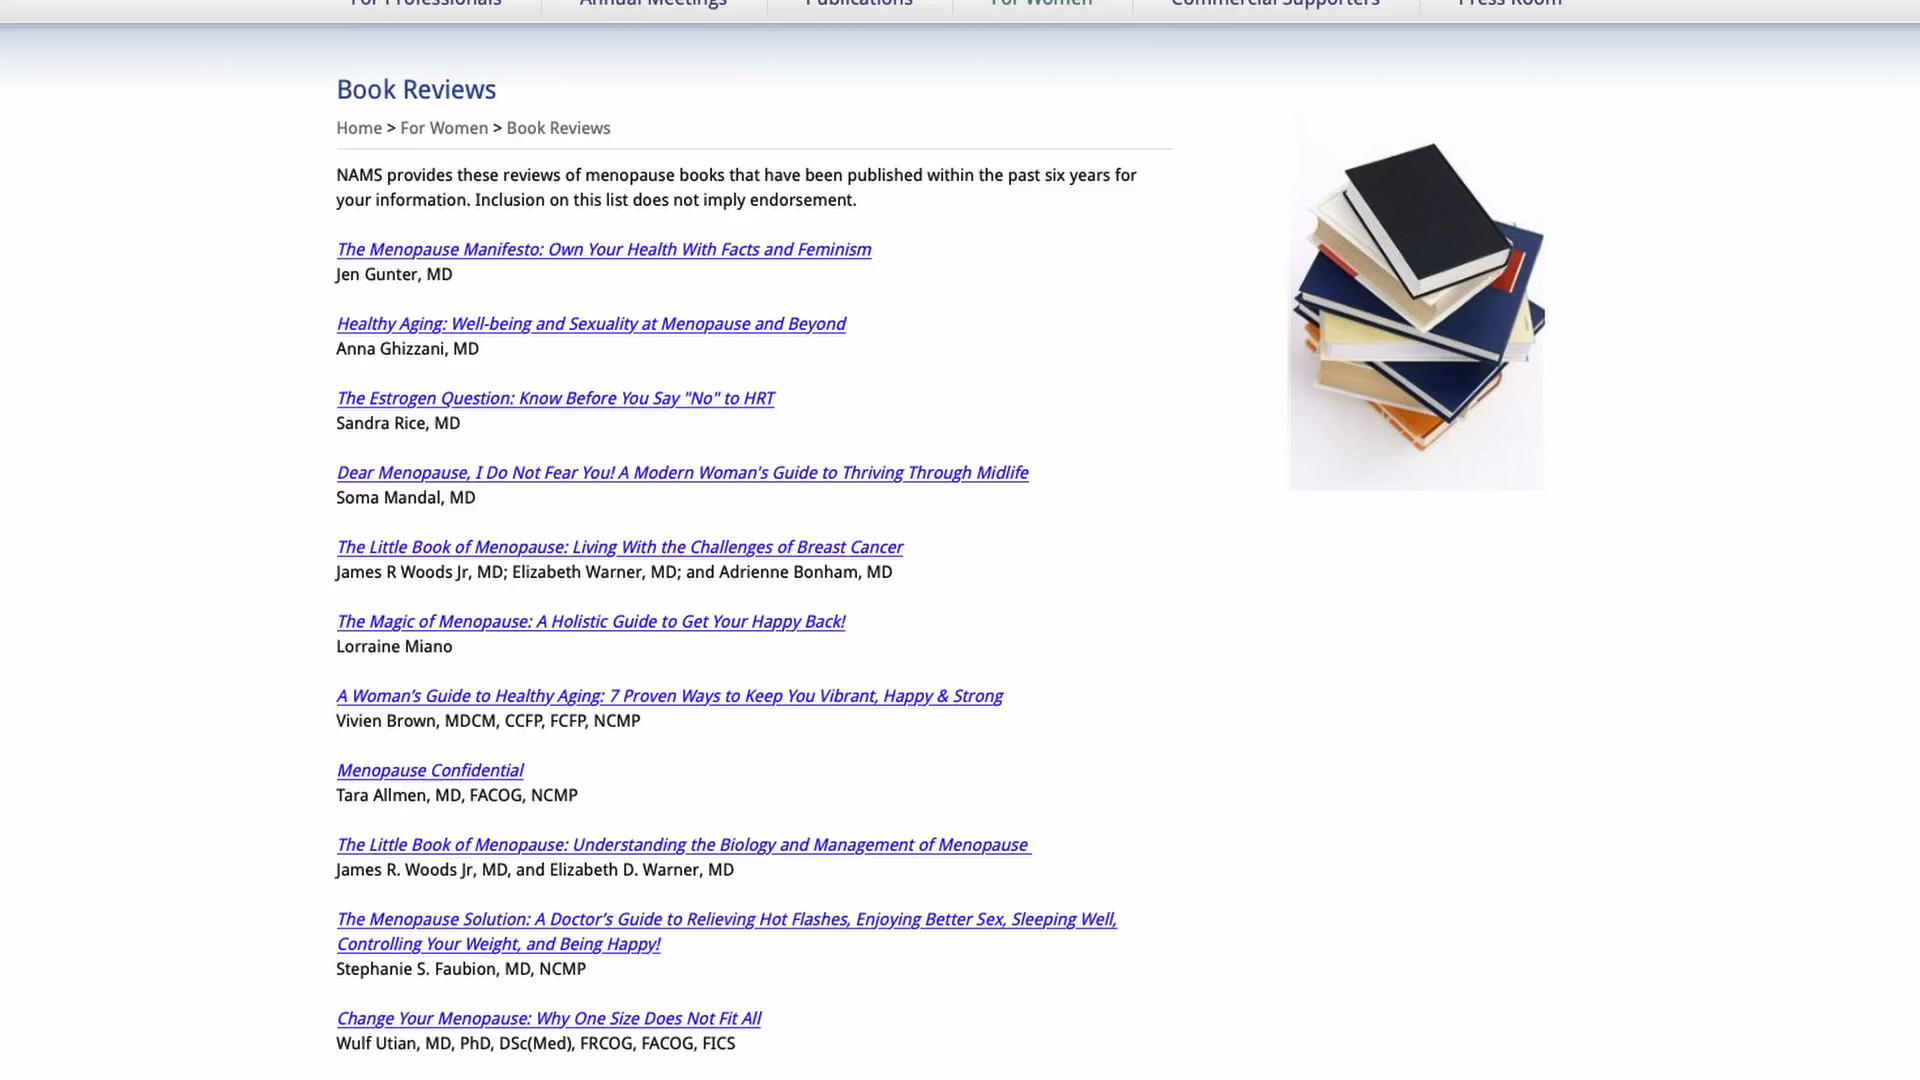 For Professionals Annual Meetings Publications For Women Commercial Supporters Press Room
Book Reviews
Home > For Women > Book Reviews
NAMS provides these reviews of menopause books that have been published within the past six years for
your information. Inclusion on this list does not imply endorsement.
The Menopause Manifesto: Own Your Health With Facts and Feminism
Jen Gunter, MD
Healthy Aging: Well-being and Sexuality at Menopause and Beyond
Anna Ghizzani, MD
The Estrogen Question: Know Before You Say "No" to HRT
Sandra Rice, MD
Dear Menopause, I Do Not Fear You! A Modern Woman's Guide to Thriving Through Midlife
Soma Mandal, MD
The Little Book of Menopause: Living With the Challenges of Breast Cancer
James R Woods Jr, MD; Elizabeth Warner, MD; and Adrienne Bonham, MD
The Magic of Menopause: A Holistic Guide to Get Your Happy Back!
Lorraine Miano
A Woman’s Guide to Healthy Aging: 7 Proven Ways to Keep You Vibrant, Happy & Strong
Vivien Brown, MDCM, CCFP, FCFP, NCMP
Menopause Confidential
Tara Allmen, MD, FACOG, NCMP
The Little Book of Menopause: Understanding the Biology and Management of Menopause
James R. Woods Jr, MD, and Elizabeth D. Warner, MD
The Menopause Solution: A Doctor’s Guide to Relieving Hot Flashes, Enjoying Better Sex, Sleeping Well,
Controlling Your Weight, and Being Happy!
Stephanie S. Faubion, MD, NCMP
Change Your Menopause: Why One Size Does Not Fit All
Wulf Utian, MD, PhD, DSc(Med), FRCOG, FACOG, FICS